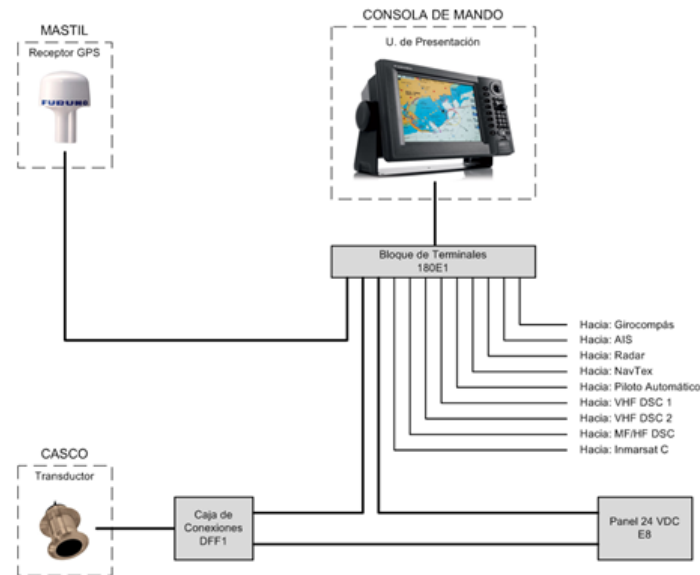 MASTIL
Receptor GPS
FURUNO
CONSOLA DE MANDO
U. de Presentación
Bloque de Terminales
180E1
Hacia: Girocompás
Hacia: AIS
Hacia: Radar
Hacia: NavTex
Hacia: Piloto Automático
Hacia: VHF DSC 1
Hacia: VHF DSC 2
Hacia: MF/HF DSC
Hacia: Inmarsat C
CASCO
Transductor
Caja de
Conexiones
DFF1
Panel 24 VDC
E8